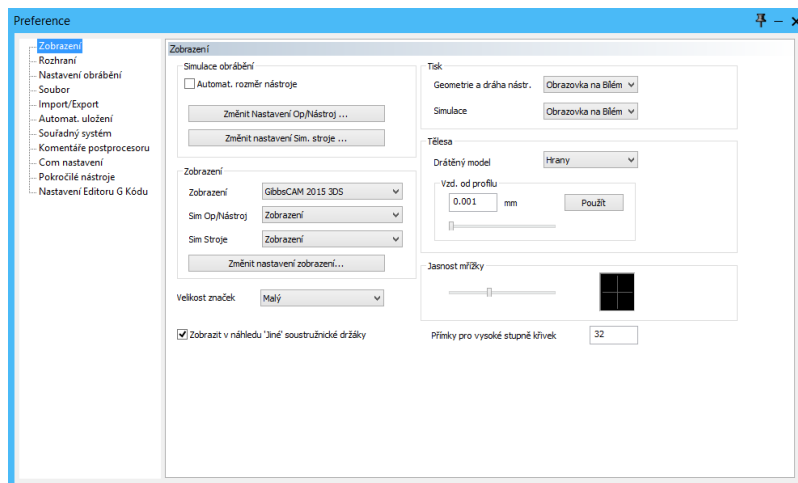 Preference
Zobrazení
Rozhraní
Nastavení obrábění
Soubor
Import/Export
Automat. uložení
Souřadný systém
Komentáře postprocesoru
Com nastavení
Pokročilé nástroje
Nastavení Editoru G Kódu
Zobrazení
Simulace obrábění
Automat. rozměr nástroje
Změnit Nastavení Op/Nástroj ...
Změnit nastavení Sim. stroje ...
Zobrazení
Zobrazení GibbsCAM 2015 3DS
Sim Op/Nástroj Zobrazení
Sim Stroje Zobrazení
Změnit nastavení zobrazení...
Velikost značek Malý
Zobrazit v náhledu 'Jiné' soustružnické držáky
Tisk
Geometrie a dráha nástr. Obrazovka na Bílém
Simulace Obrazovka na Bílém
Tělesa
Drátěný model Hrany
Vzd. od profilu
0.001 mm Použít
Jasnost mřížky
Přímky pro vysoké stupně křivek 32